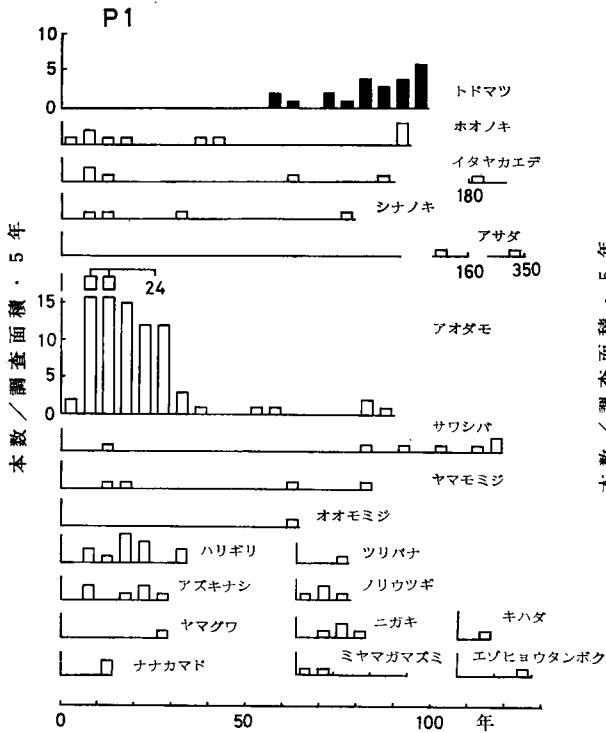 P1
10
5
0
トドマツ
ホオノキ
イタヤカエデ
180
シナノキ
アサダ
160 350
24
15
10
5
0
アオダモ
サワシバ
ヤマモミジ
オオモミジ
ハリギリ ツリバナ
アズキナシ ノリウツギ
ヤマグワ ニガキ キハダ
ナナカマド ミヤマガマズミ エゾヒョウタンボク
0 50 100 年
本数／調査面積・5年